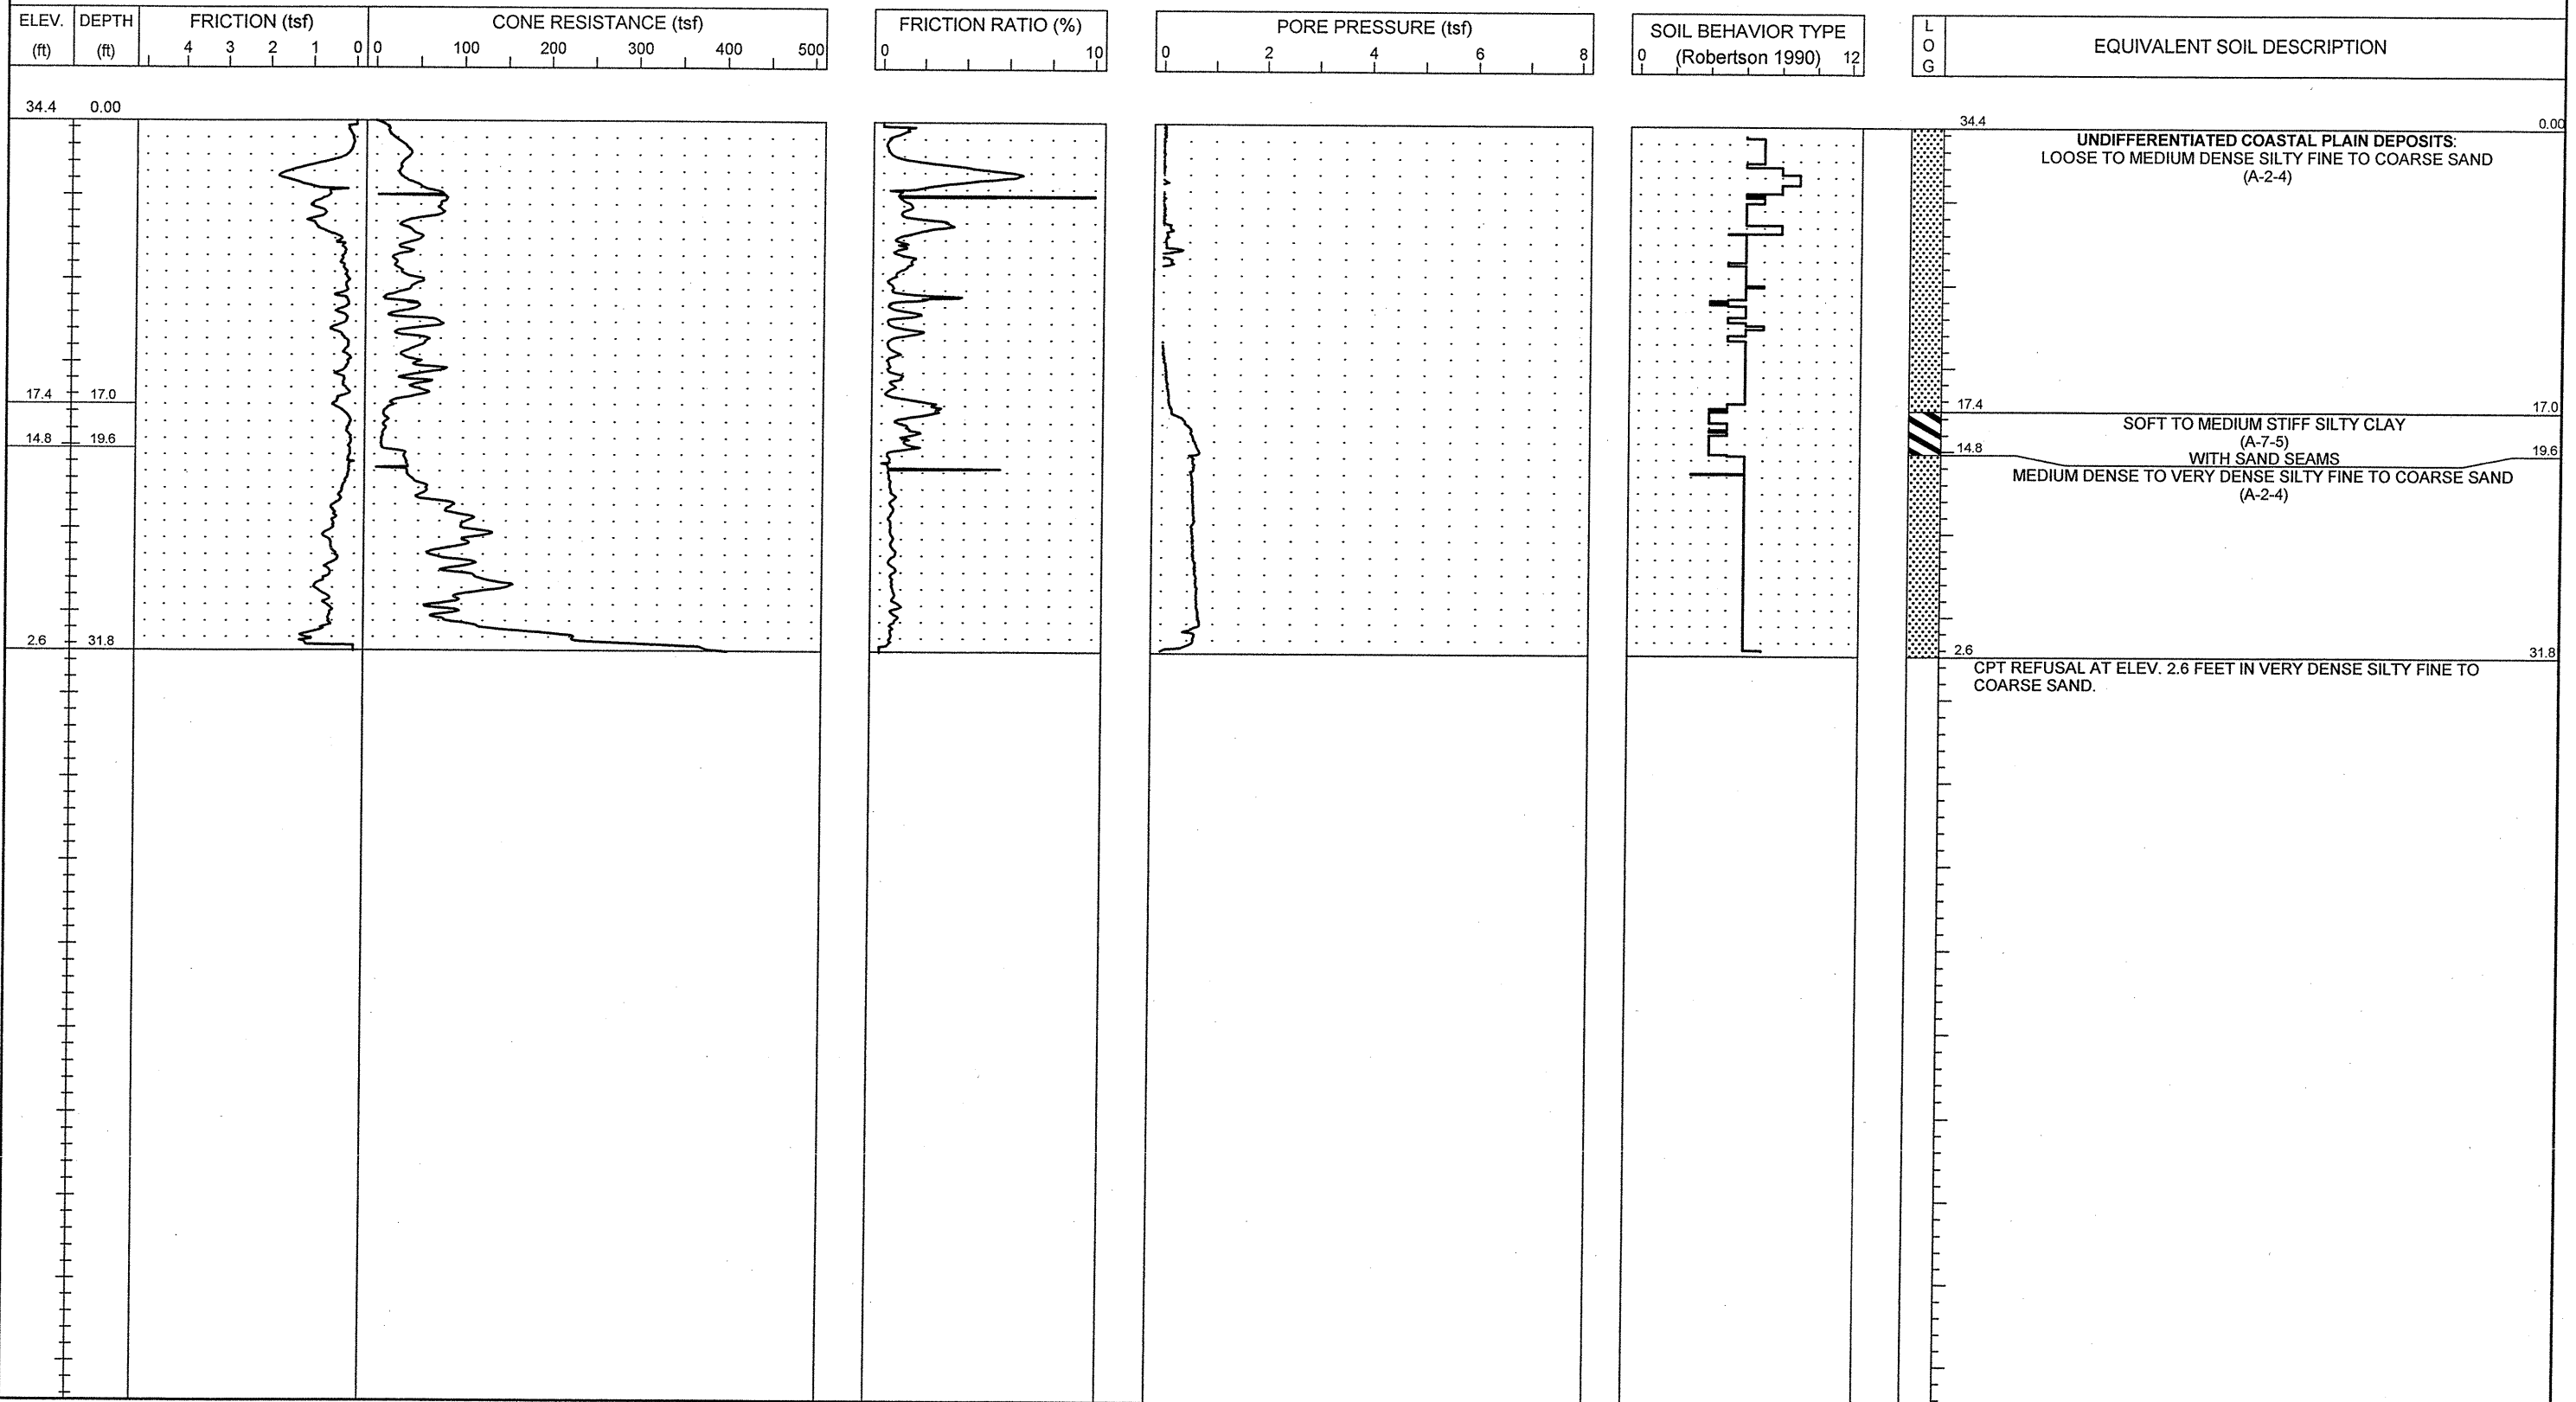 ELEV. DEPTH FRICTION (tsf) CONE RESISTANCE (tsf) FRICTION RATIO (%) PORE PRESSURE (tsf) SOIL BEHAVIOR TYPE LOG EQUIVALENT SOIL DESCRIPTION
(ft) (ft) 4 3 2 1 0 0 100 200 300 400 500 0 10 0 2 4 6 8 0 (Robertson 1990) 12
34.4 0.00
34.4 0.00
UNDIFFERENTIATED COASTAL PLAIN DEPOSITS:
LOOSE TO MEDIUM DENSE SILTY FINE TO COARSE SAND
(A-2-4)
17.4 17.0
17.4 17.0
SOFT TO MEDIUM STIFF SILTY CLAY
(A-7-5)
14.8 19.6
14.8 WITH SAND SEAMS 19.6
MEDIUM DENSE TO VERY DENSE SILTY FINE TO COARSE SAND
(A-2-4)
2.6 31.8
2.6 31.8
CPT REFUSAL AT ELEV. 2.6 FEET IN VERY DENSE SILTY FINE TO
COARSE SAND.